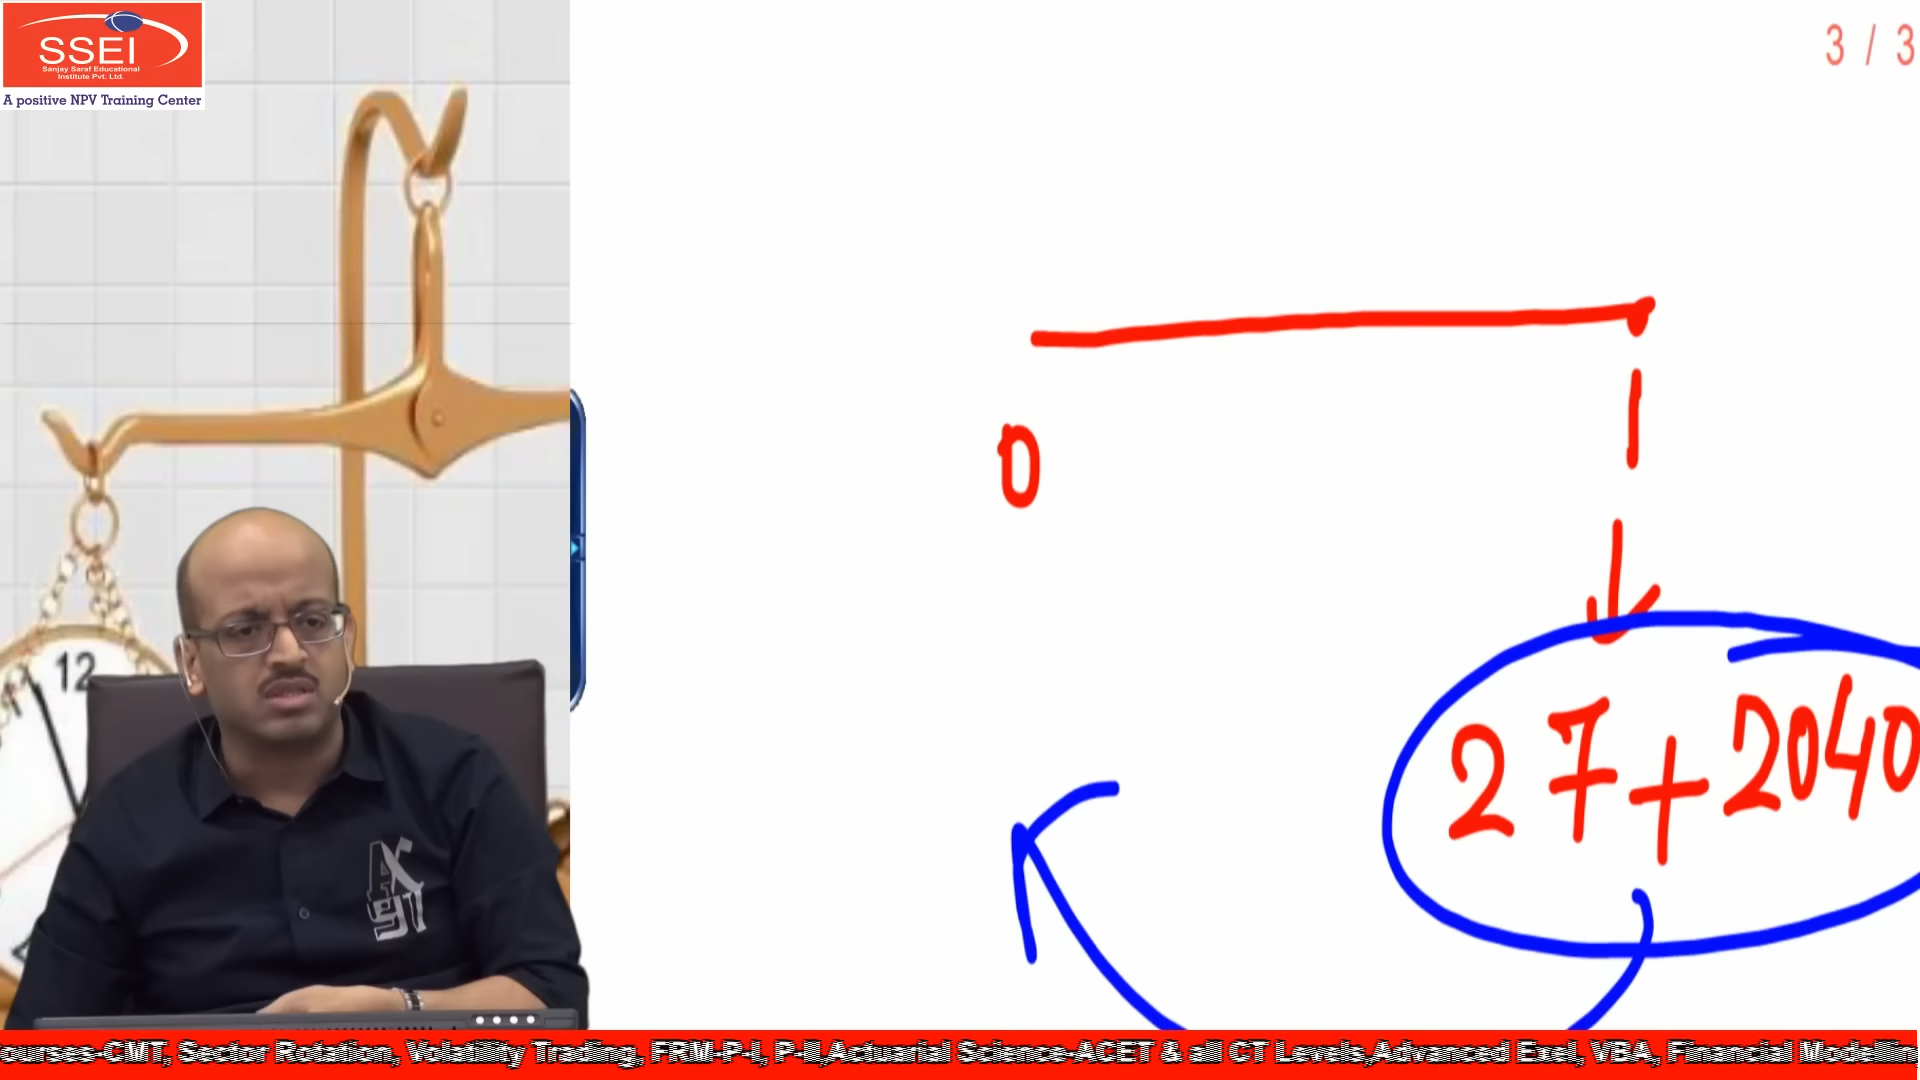 SSEI
Sanjay Saraf Educational
Institute Pvt. Ltd.
A positive NPV Training Center
3 / 3
0
1
27+2040
12
ourses-CMT, Sector Rotation, Volatility Trading, FRM-P-I, P-II,Actuarial Science-ACET & all CT Levels,Advanced Exel, VBA, Financial Modellin